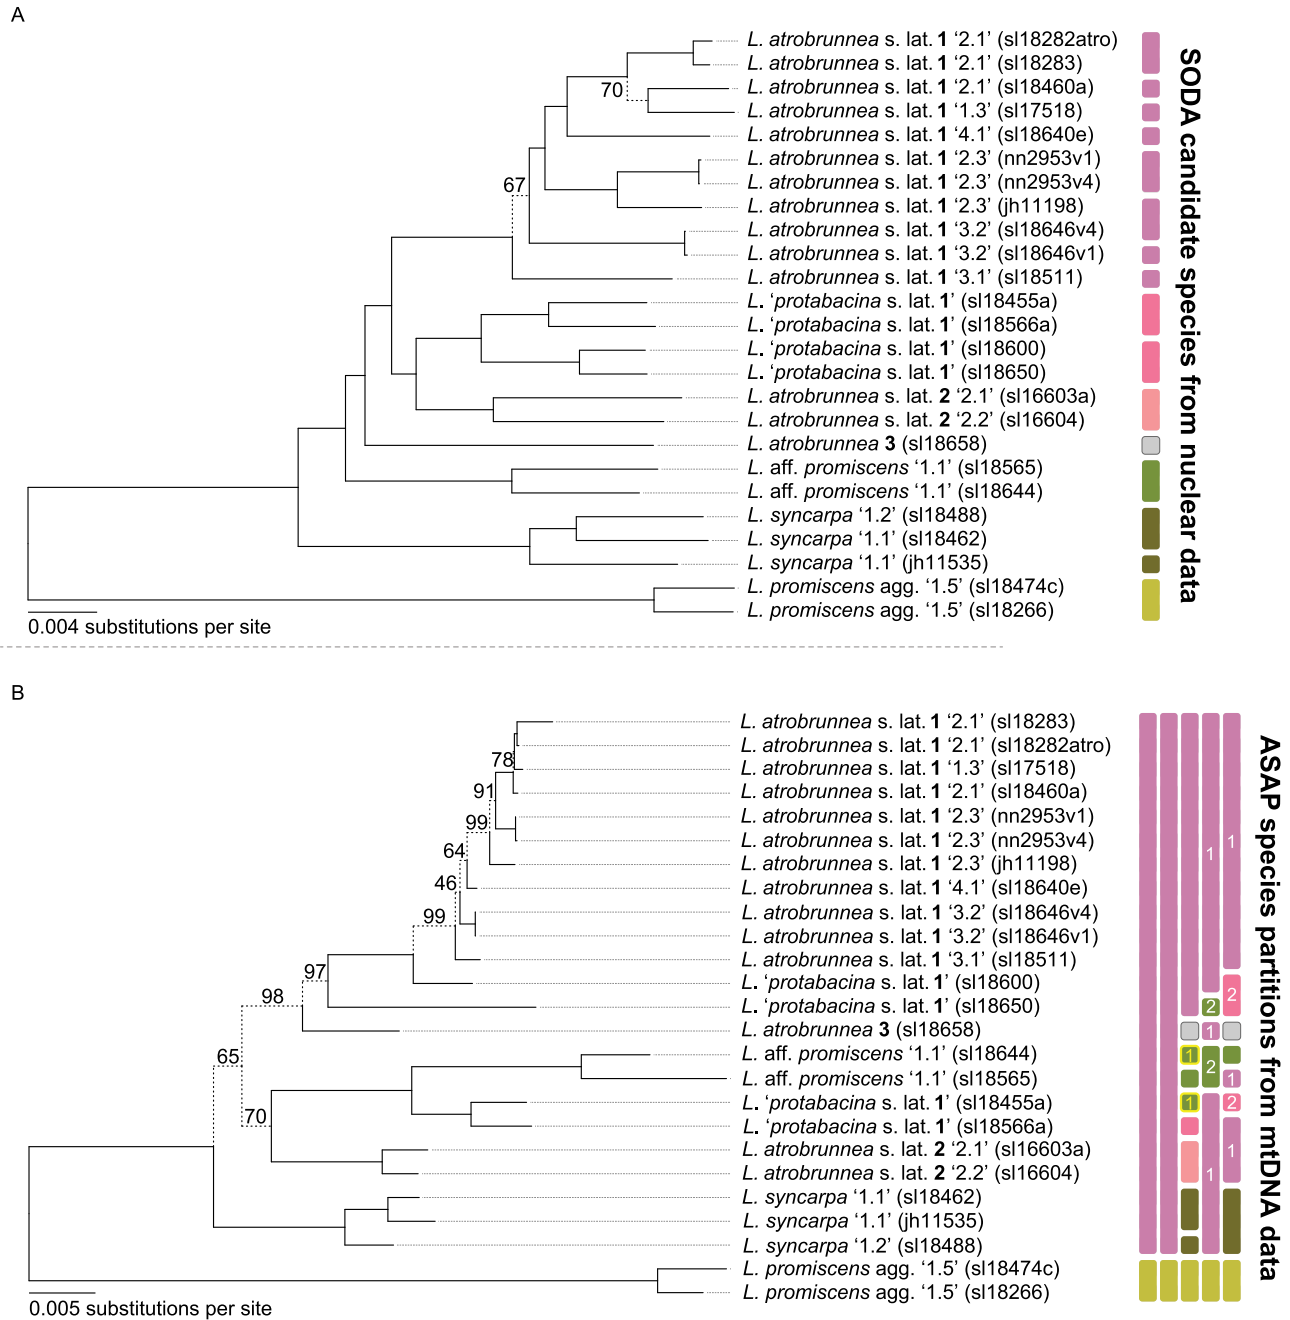 A
L. atrobrunnea s. lat. 1 ‘2.1’ (sl18282atro)
L. atrobrunnea s. lat. 1 ‘2.1’ (sl18283)
70
L. atrobrunnea s. lat. 1 ‘2.1’ (sl18460a)
L. atrobrunnea s. lat. 1 ‘1.3’ (sl17518)
L. atrobrunnea s. lat. 1 ‘4.1’ (sl18640e)
L. atrobrunnea s. lat. 1 ‘2.3’ (nn2953v1)
67
L. atrobrunnea s. lat. 1 ‘2.3’ (nn2953v4)
L. atrobrunnea s. lat. 1 ‘2.3’ (jh11198)
L. atrobrunnea s. lat. 1 ‘3.2’ (sl18646v4)
L. atrobrunnea s. lat. 1 ‘3.2’ (sl18646v1)
L. atrobrunnea s. lat. 1 ‘3.1’ (sl18511)
L. ‘protabacina s. lat. 1’ (sl18455a)
L. ‘protabacina s. lat. 1’ (sl18566a)
L. ‘protabacina s. lat. 1’ (sl18600)
L. ‘protabacina s. lat. 1’ (sl18650)
L. atrobrunnea s. lat. 2 ‘2.1’ (sl16603a)
L. atrobrunnea s. lat. 2 ‘2.2’ (sl16604)
L. atrobrunnea 3 (sl18658)
L. aff. promiscens ‘1.1’ (sl18565)
L. aff. promiscens ‘1.1’ (sl18644)
L. syncarpa ‘1.2’ (sl18488)
L. syncarpa ‘1.1’ (sl18462)
L. syncarpa ‘1.1’ (jh11535)
L. promiscens agg. ‘1.5’ (sl18474c)
L. promiscens agg. ‘1.5’ (sl18266)
0.004 substitutions per site
SODA candidate species from nuclear data
B
L. atrobrunnea s. lat. 1 ‘2.1’ (sl18283)
L. atrobrunnea s. lat. 1 ‘2.1’ (sl18282atro)
78
L. atrobrunnea s. lat. 1 ‘1.3’ (sl17518)
91
L. atrobrunnea s. lat. 1 ‘2.1’ (sl18460a)
99
L. atrobrunnea s. lat. 1 ‘2.3’ (nn2953v1)
L. atrobrunnea s. lat. 1 ‘2.3’ (nn2953v4)
64
L. atrobrunnea s. lat. 1 ‘2.3’ (jh11198)
46
L. atrobrunnea s. lat. 1 ‘4.1’ (sl18640e)
99
L. atrobrunnea s. lat. 1 ‘3.2’ (sl18646v4)
L. atrobrunnea s. lat. 1 ‘3.2’ (sl18646v1)
L. atrobrunnea s. lat. 1 ‘3.1’ (sl18511)
97
L. ‘protabacina s. lat. 1’ (sl18600)
98
L. ‘protabacina s. lat. 1’ (sl18650)
L. atrobrunnea 3 (sl18658)
65
L. aff. promiscens ‘1.1’ (sl18644)
L. aff. promiscens ‘1.1’ (sl18565)
70
L. ‘protabacina s. lat. 1’ (sl18455a)
L. ‘protabacina s. lat. 1’ (sl18566a)
L. atrobrunnea s. lat. 2 ‘2.1’ (sl16603a)
L. atrobrunnea s. lat. 2 ‘2.2’ (sl16604)
L. syncarpa ‘1.1’ (sl18462)
L. syncarpa ‘1.1’ (jh11535)
L. syncarpa ‘1.2’ (sl18488)
L. promiscens agg. ‘1.5’ (sl18474c)
L. promiscens agg. ‘1.5’ (sl18266)
0.005 substitutions per site
1
1
1
2
1
2
1
1
2
1
2
1
ASAP species partitions from mtDNA data